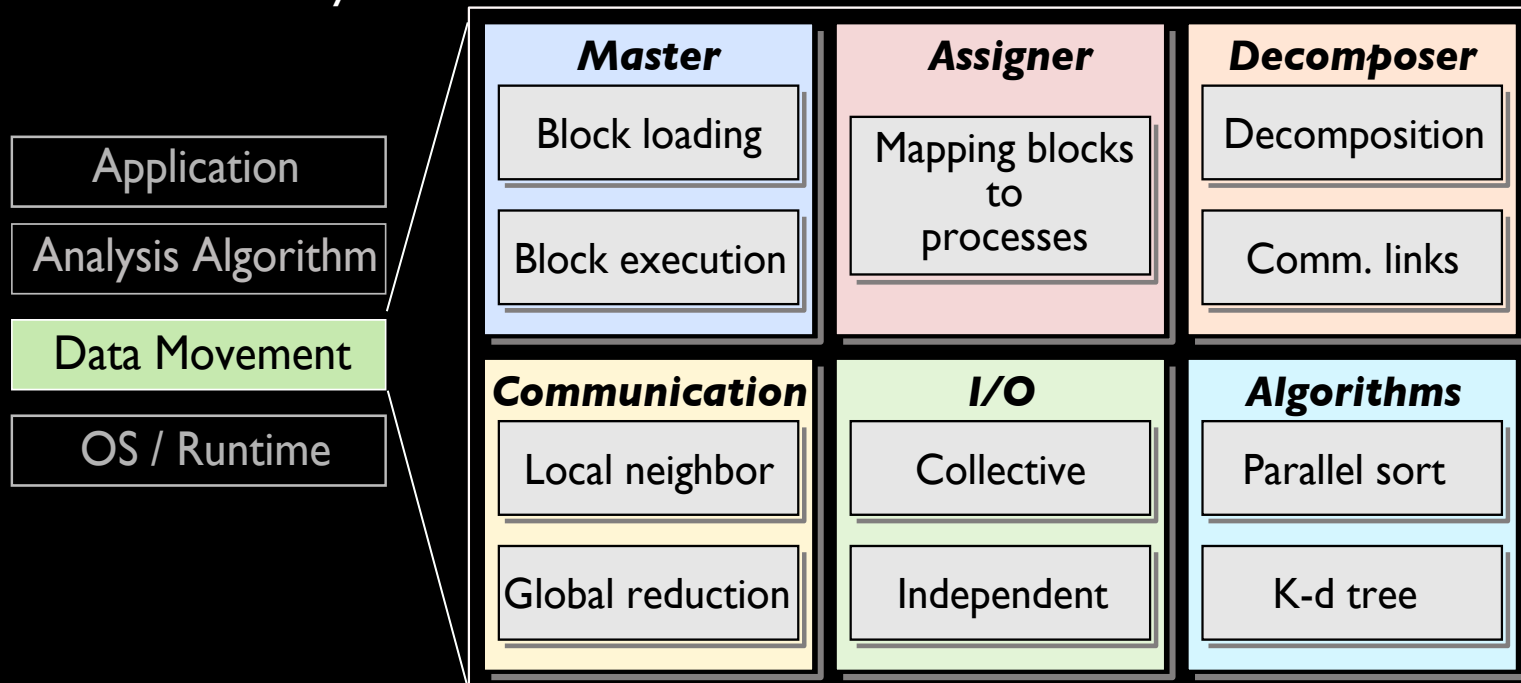 Application
Analysis Algorithm
Data Movement
OS / Runtime
Master
Block loading
Block execution
Assigner
Mapping blocks
to
processes
Decomposer
Decomposition
Comm. links
Communication
Local neighbor
Global reduction
I/O
Collective
Independent
Algorithms
Parallel sort
K-d tree